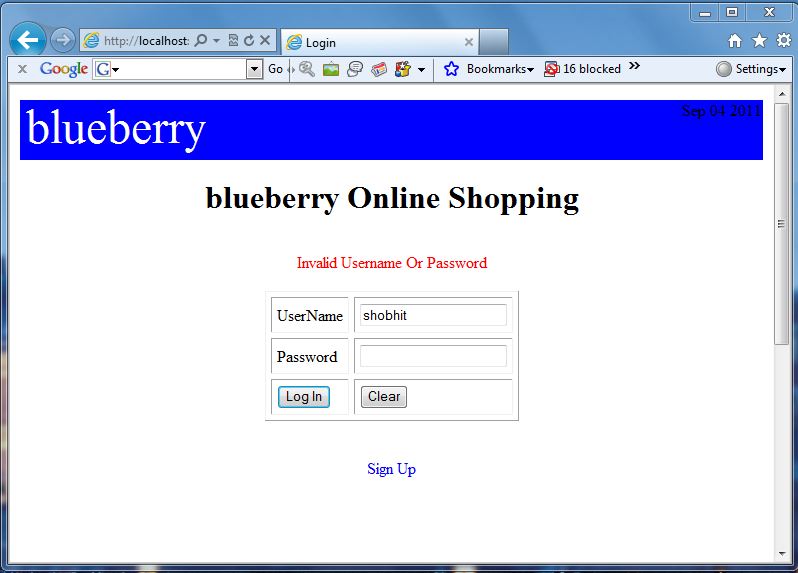 http://localhost:
Login
Google
G
Go
Bookmarks
16 blocked
Settings
blueberry
Sep 04 2011
blueberry Online Shopping
Invalid Username Or Password
UserName
shobhit
Password
Log In
Clear
Sign Up